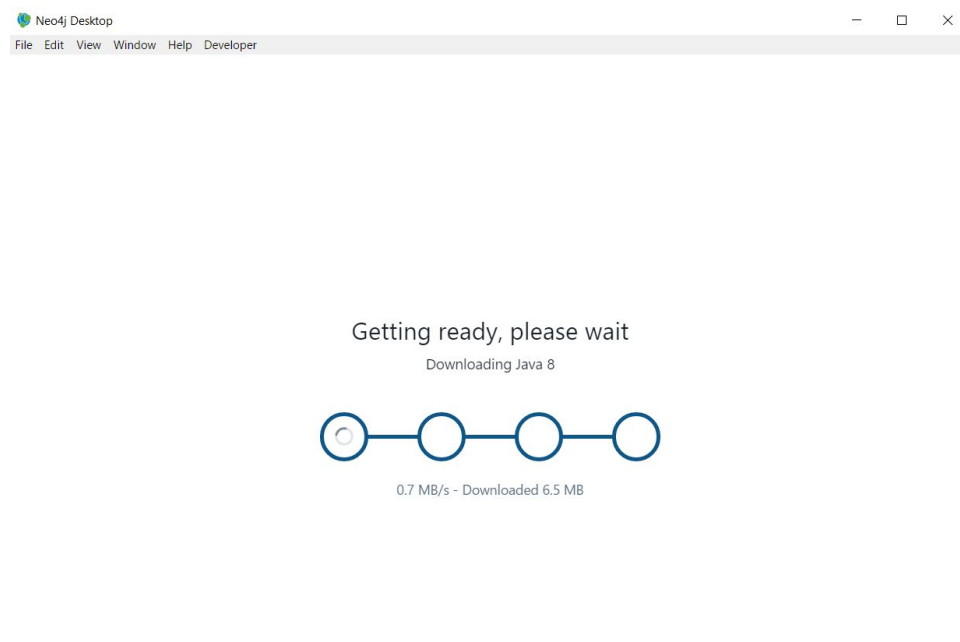 Neo4j Desktop
File Edit View Window Help Developer
Getting ready, please wait
Downloading Java 8
0.7 MB/s - Downloaded 6.5 MB